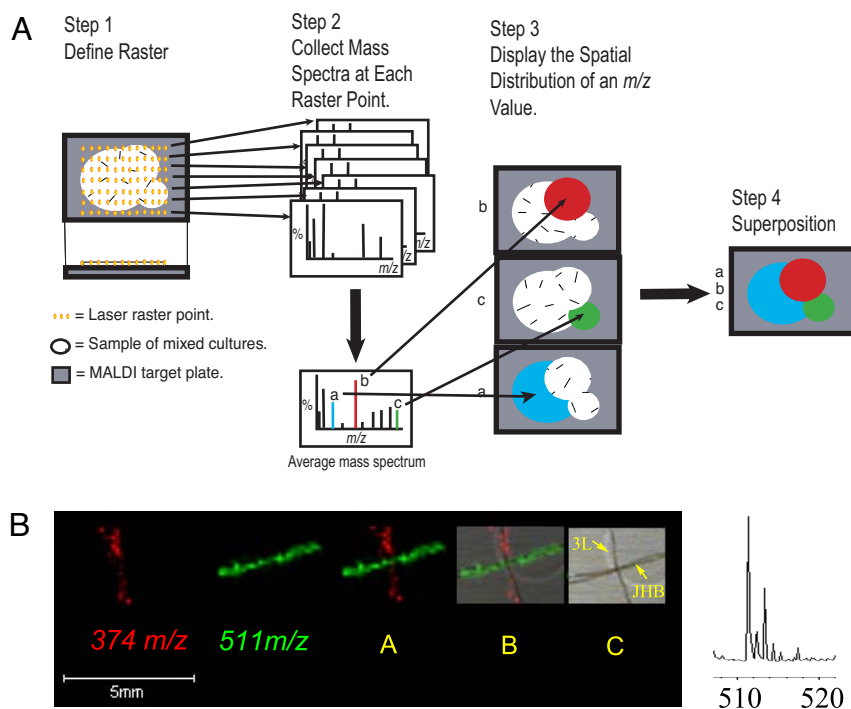 A
Step 1
Define Raster
Step 2
Collect Mass
Spectra at Each
Raster Point.
Step 3
Display the Spatial
Distribution of an m/z
Value.
Step 4
Superposition
%
m/z
m/z
m/z
b
c
a
a
b
c
= Laser raster point.
= Sample of mixed cultures.
= MALDI target plate.
%
a
b
c
m/z
Average mass spectrum
B
3L
JHB
374 m/z
511m/z
A
B
C
5mm
510
520